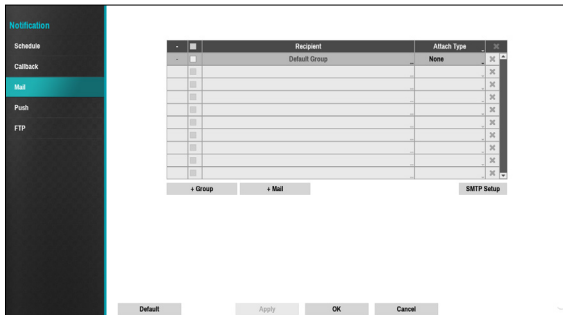 Notification
Schedule
Callback
Mail
Push
FTP
- Recipient Attach Type
- Default Group None
+ Group + Mail SMTP Setup
Default Apply OK Cancel